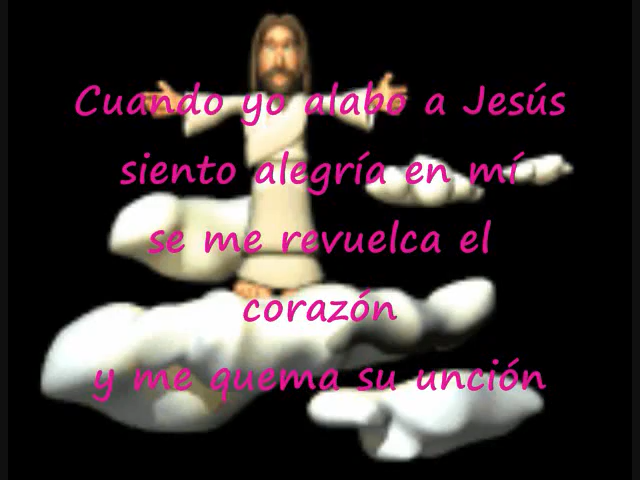 Cuando yo alabo a Jesús
siento alegría en mí
se me revuelca el
corazón
y me quema su unción